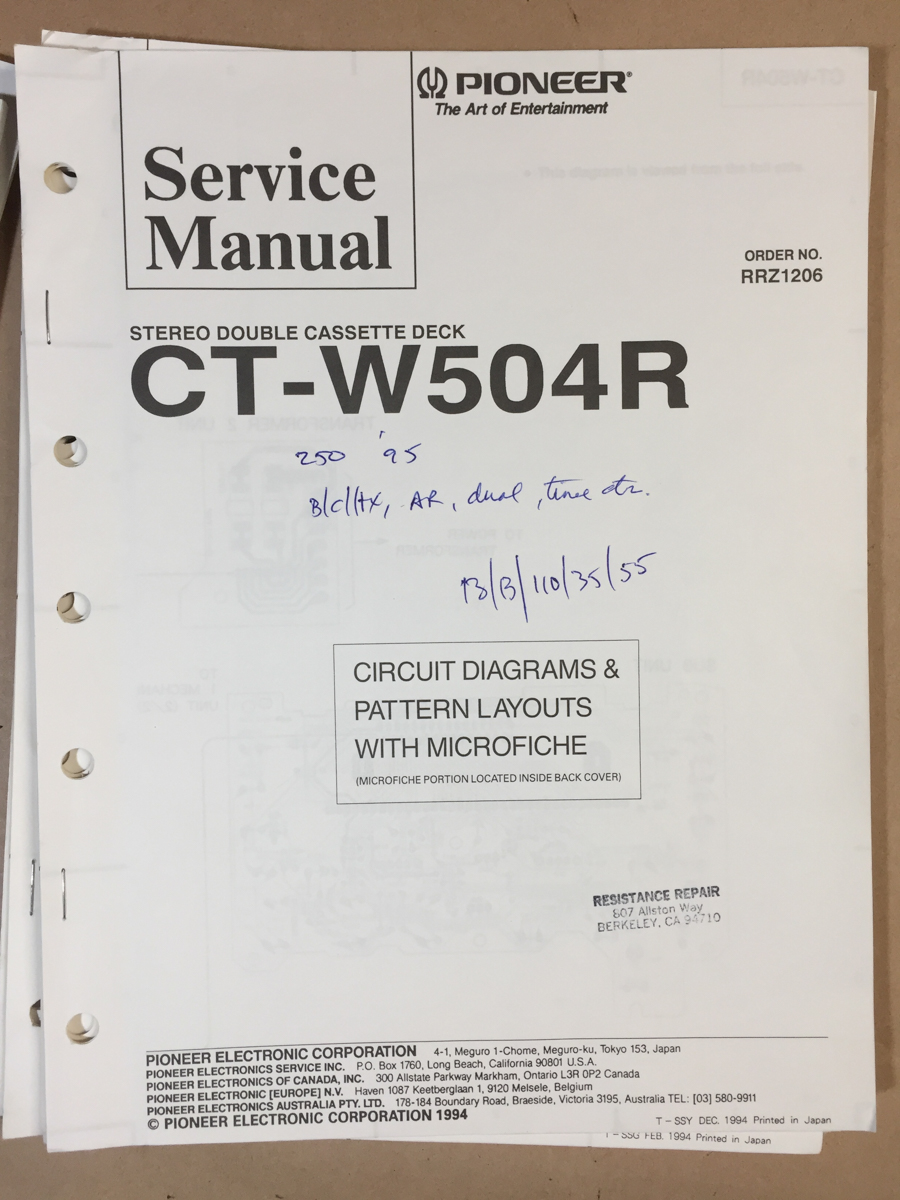 PIONEER®
The Art of Entertainment
Service
Manual
ORDER NO.
RRZ1206
STEREO DOUBLE CASSETTE DECK
CT-W504R
250 '95
B/C/HX, AR, dual, time etc.
13/13/110/35/55
CIRCUIT DIAGRAMS &
PATTERN LAYOUTS
WITH MICROFICHE
(MICROFICHE PORTION LOCATED INSIDE BACK COVER)
RESISTANCE REPAIR
807 Allston Way
BERKELEY, CA 94710
PIONEER ELECTRONIC CORPORATION 4-1, Meguro 1-Chome, Meguro-ku, Tokyo 153, Japan
PIONEER ELECTRONICS SERVICE INC. P.O. Box 1760, Long Beach, California 90801 U.S.A.
PIONEER ELECTRONICS OF CANADA, INC. 300 Allstate Parkway Markham, Ontario L3R 0P2 Canada
PIONEER ELECTRONIC [EUROPE] N.V. Haven 1087 Keetberglaan 1, 9120 Melsele, Belgium
PIONEER ELECTRONICS AUSTRALIA PTY. LTD. 178-184 Boundary Road, Braeside, Victoria 3195, Australia TEL: [03] 580-9911
© PIONEER ELECTRONIC CORPORATION 1994
T – SSY DEC. 1994 Printed in Japan
T – SSG FEB. 1994 Printed in Japan